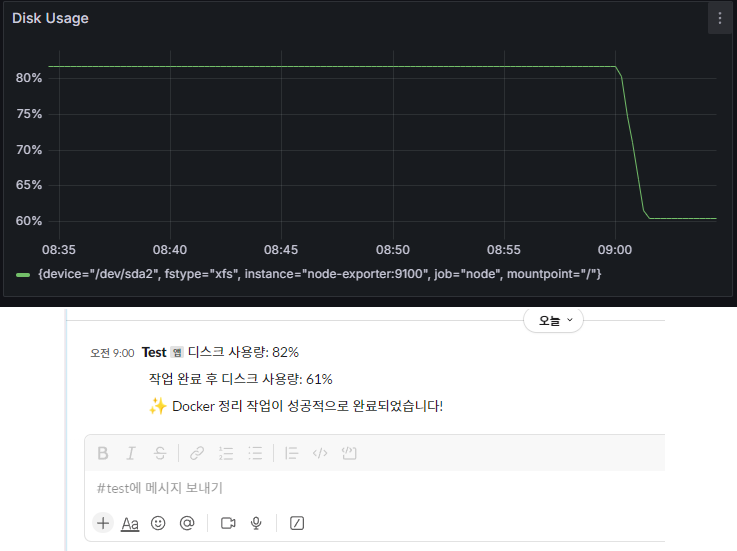 Disk Usage
80%
75%
70%
65%
60%
08:35 08:40 08:45 08:50 08:55 09:00
{device="/dev/sda2", fstype="xfs", instance="node-exporter:9100", job="node", mountpoint="/"}
오늘
오전 9:00 Test 앱 디스크 사용량: 82%
작업 완료 후 디스크 사용량: 61%
✨ Docker 정리 작업이 성공적으로 완료되었습니다!
B I S
#test에 메시지 보내기
Aa